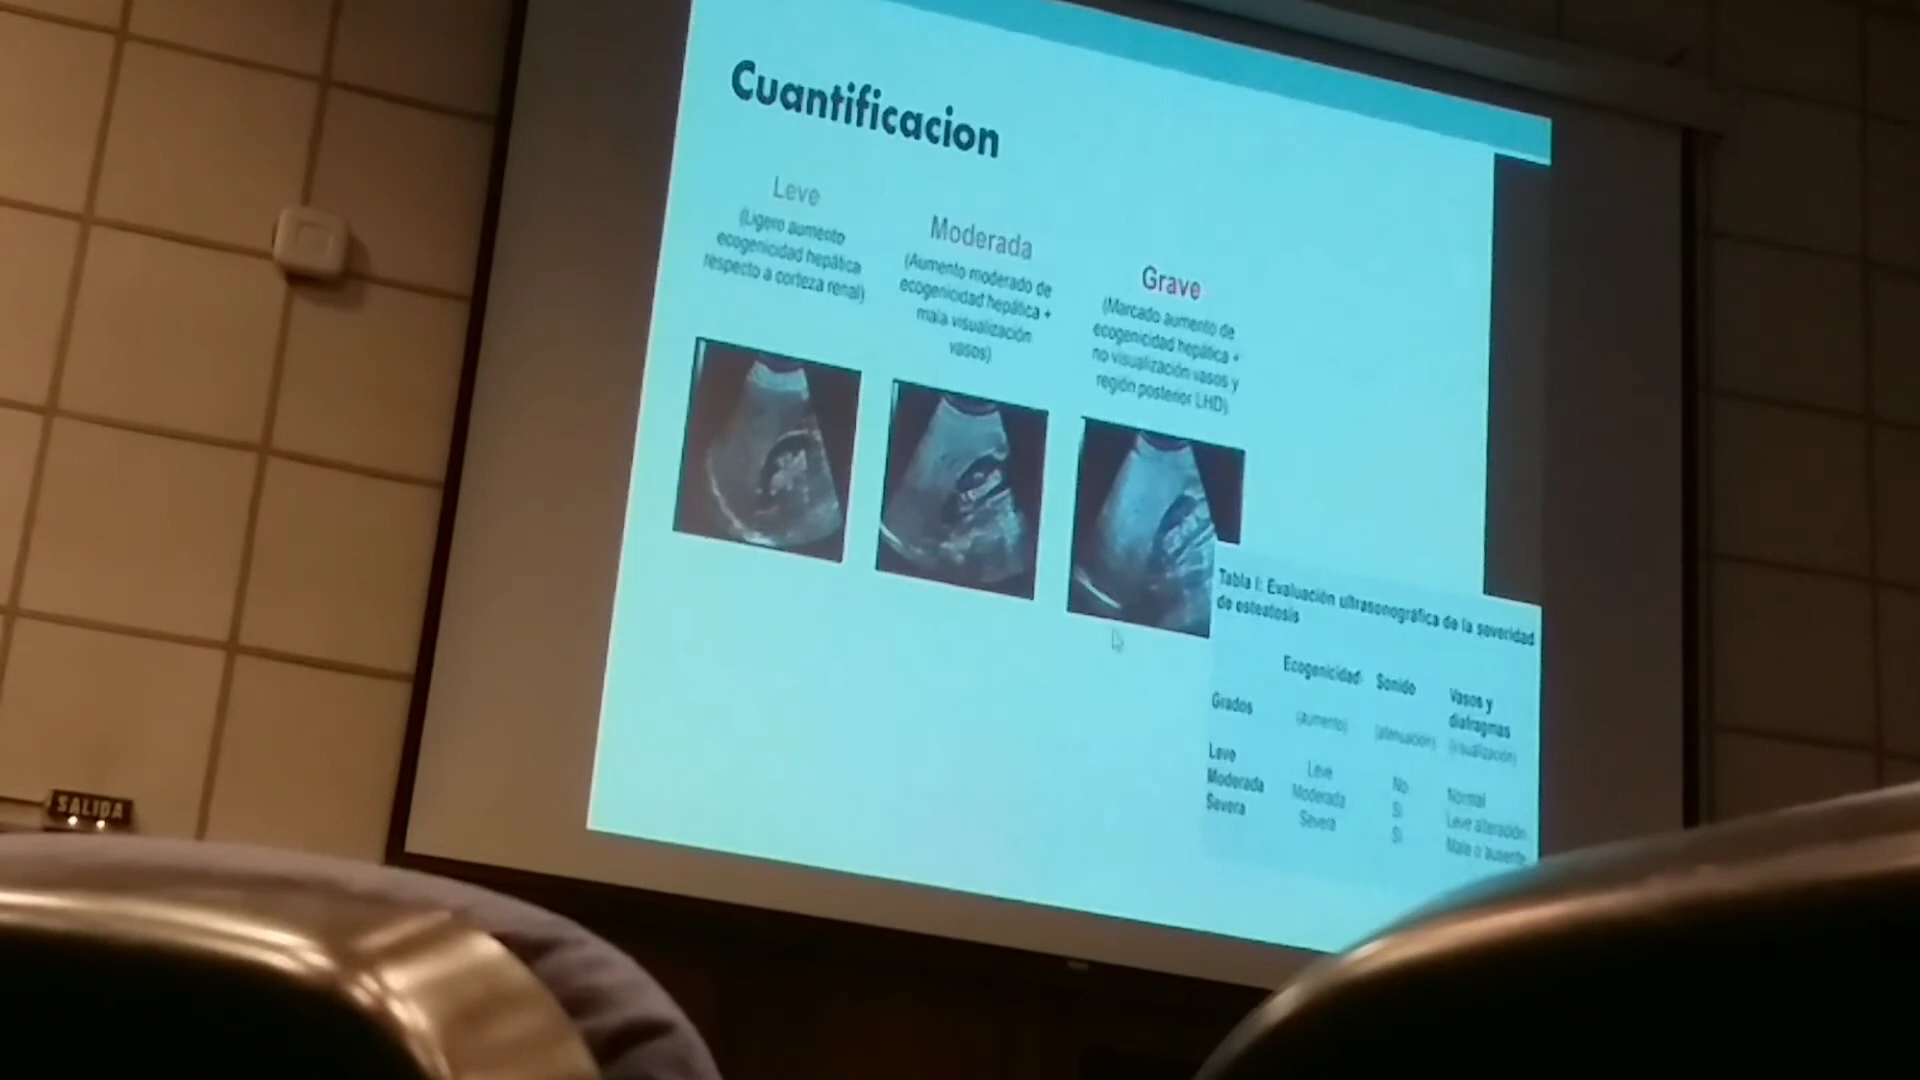 Cuantificacion
Leve
(Ligero aumento
ecogenicidad hepática
respecto a corteza renal)
Moderada
(Aumento moderado de
ecogenicidad hepática +
mala visualización
vasos)
Grave
(Marcado aumento de
ecogenicidad hepática +
no visualización vasos y
región posterior LHD)
Tabla I: Evaluación ultrasonográfica de la severidad
de esteatosis
Grados Ecogenicidad Sonido Vasos y
diafragmas
(aumento) (atenuación) (visualización)
Leve Leve No Normal
Moderada Moderada Si Leve alteración
Severa Severa Si Mala o ausente
SALIDA